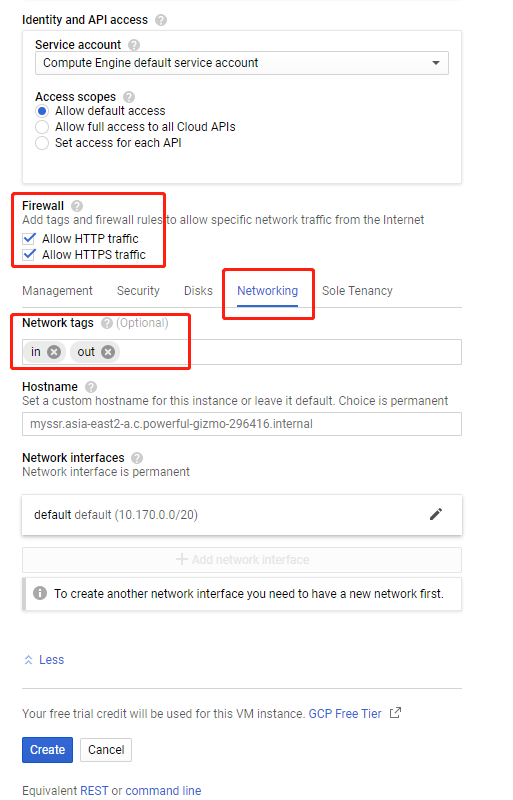 Identity and API access
Service account
Compute Engine default service account
Access scopes
Allow default access
Allow full access to all Cloud APIs
Set access for each API
Firewall
Add tags and firewall rules to allow specific network traffic from the Internet
Allow HTTP traffic
Allow HTTPS traffic
Management Security Disks Networking Sole Tenancy
Network tags (Optional)
in out
Hostname
Set a custom hostname for this instance or leave it default. Choice is permanent
myssr.asia-east2-a.c.powerful-gizmo-296416.internal
Network interfaces
Network interface is permanent
default default (10.170.0.0/20)
Add network interface
To create another network interface you need to have a new network first.
Less
Your free trial credit will be used for this VM instance. GCP Free Tier
Create Cancel
Equivalent REST or command line